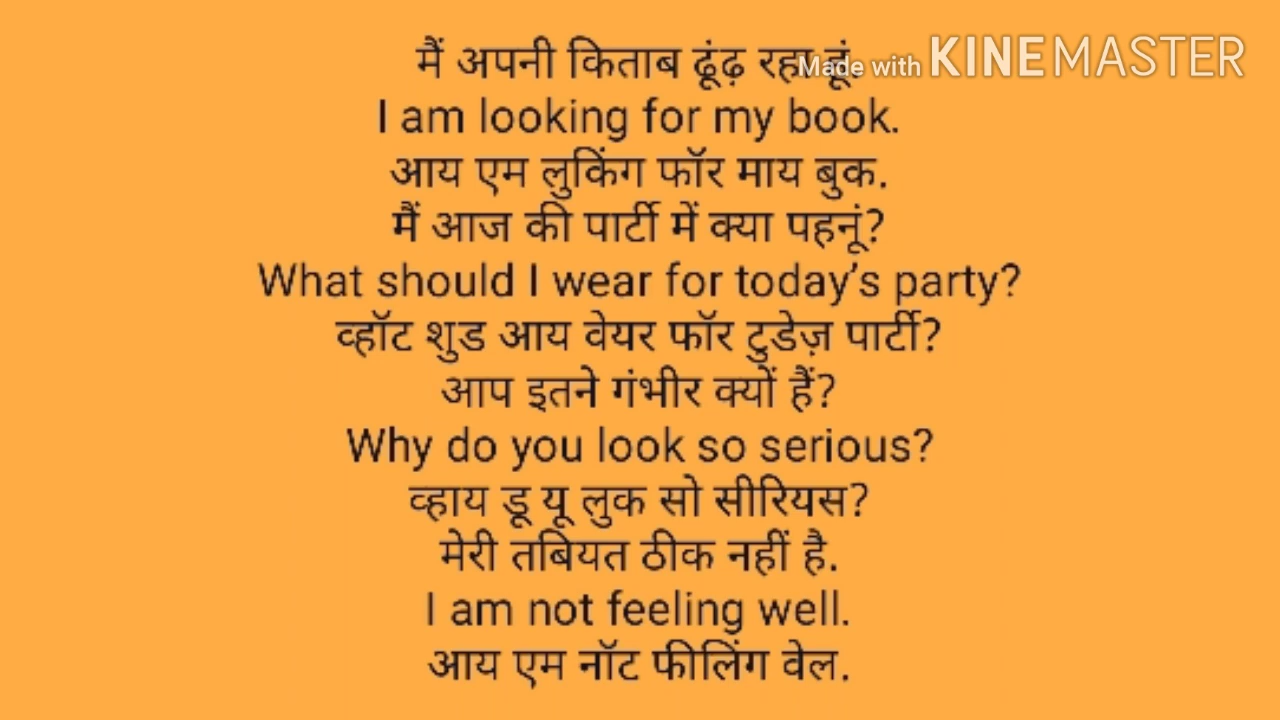 मैं अपनी किताब ढूंढ़ रहा हूं.
Made with KINEMASTER
I am looking for my book.
आय एम लुकिंग फॉर माय बुक.
मैं आज की पार्टी में क्या पहनूं?
What should I wear for today's party?
व्हॉट शुड आय वेयर फॉर टुडेज़ पार्टी?
आप इतने गंभीर क्यों हैं?
Why do you look so serious?
व्हाय डू यू लुक सो सीरियस?
मेरी तबियत ठीक नहीं है.
I am not feeling well.
आय एम नॉट फीलिंग वेल.